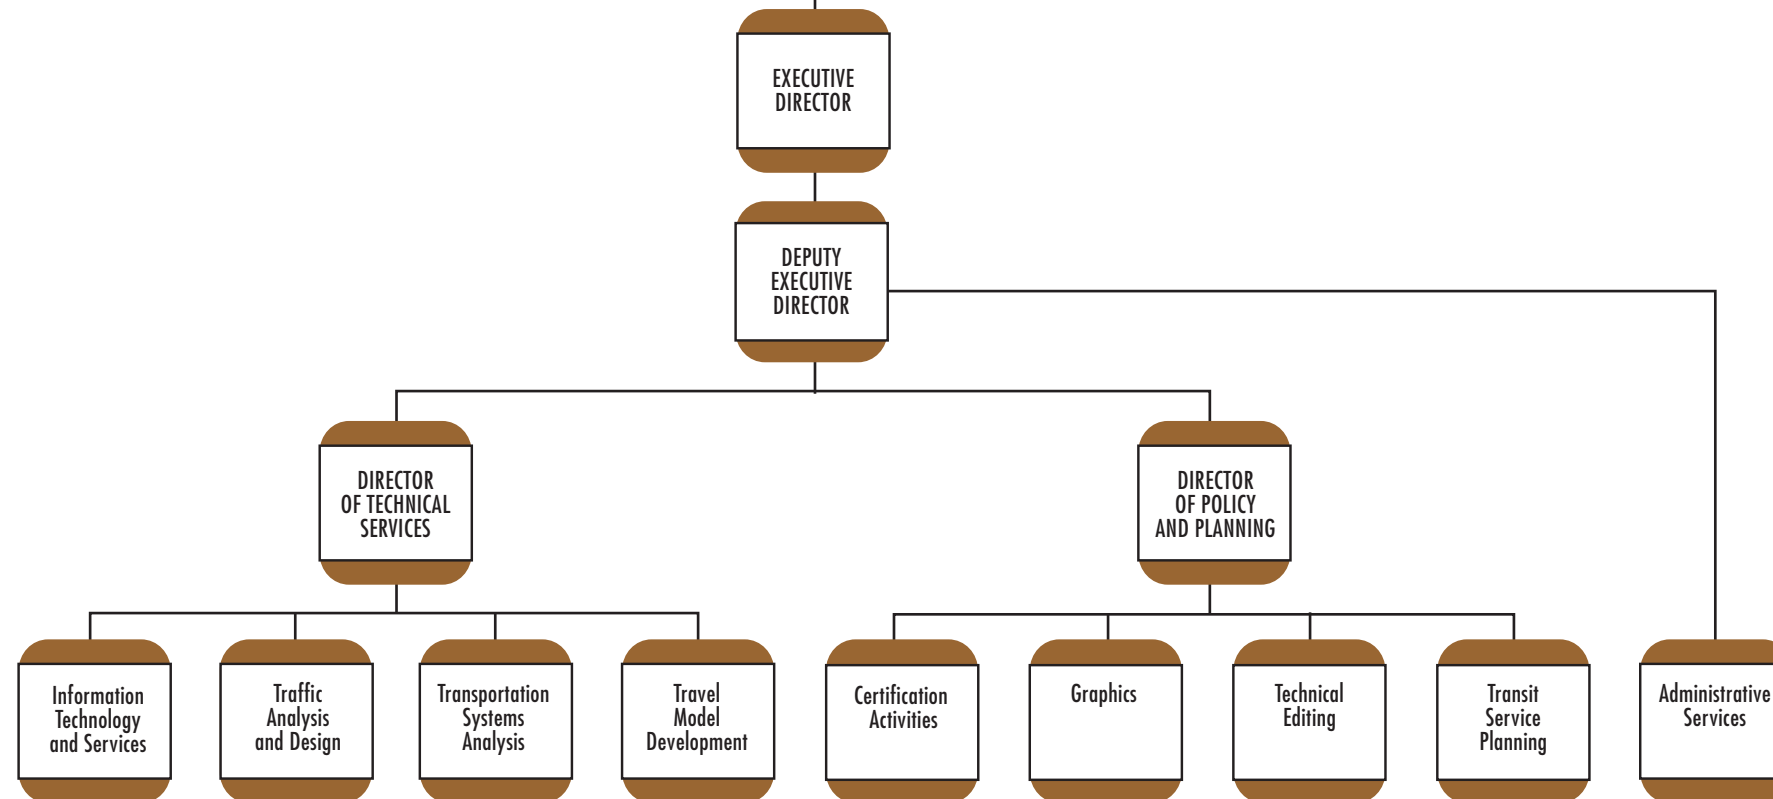 EXECUTIVE
DIRECTOR
DEPUTY
EXECUTIVE
DIRECTOR
DIRECTOR
OF TECHNICAL
SERVICES
DIRECTOR
OF POLICY
AND PLANNING
Information
Technology
and Services
Traffic
Analysis
and Design
Transportation
Systems
Analysis
Travel
Model
Development
Certification
Activities
Graphics
Technical
Editing
Transit
Service
Planning
Administrative
Services